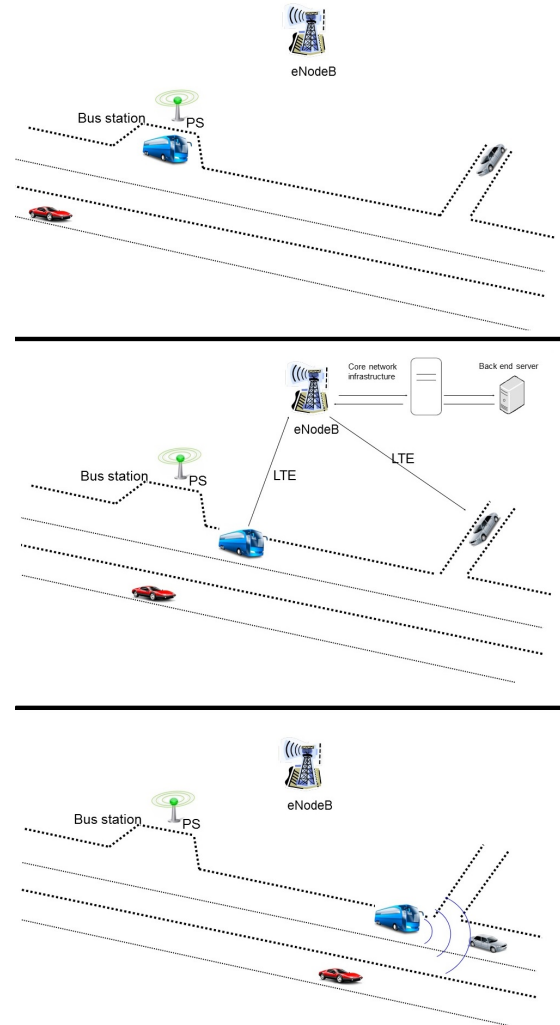 eNodeB
Bus station
PS
Core network
infrastructure
Back end server
eNodeB
LTE
LTE
Bus station
PS
eNodeB
Bus station
PS